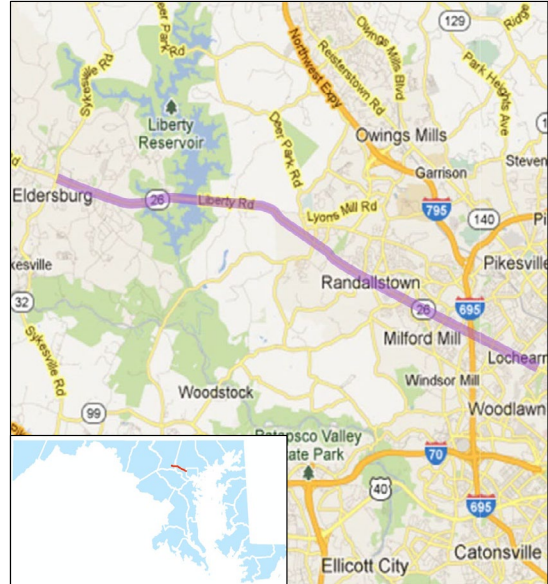 129
Ridge
Deer
Park
Rd
Sykesville Rd
Northwest Expy
Owings Mills
Blvd
Reisterstown Rd
Park Heights Ave
Liberty
Reservoir
Deer Park Rd
Owings Mills
Garrison
Steven
Rd
Eldersburg
26
Liberty Rd
Lyons Mill Rd
795
140
Pi
kesville
Pikesville
Randallstown
32
26
695
Milford Mill
Lochearn
Sykesville Rd
Windsor Mill
Woodstock
Woodlawn
99
Patapsco Valley
State Park
70
40
695
Catonsville
Ellicott City